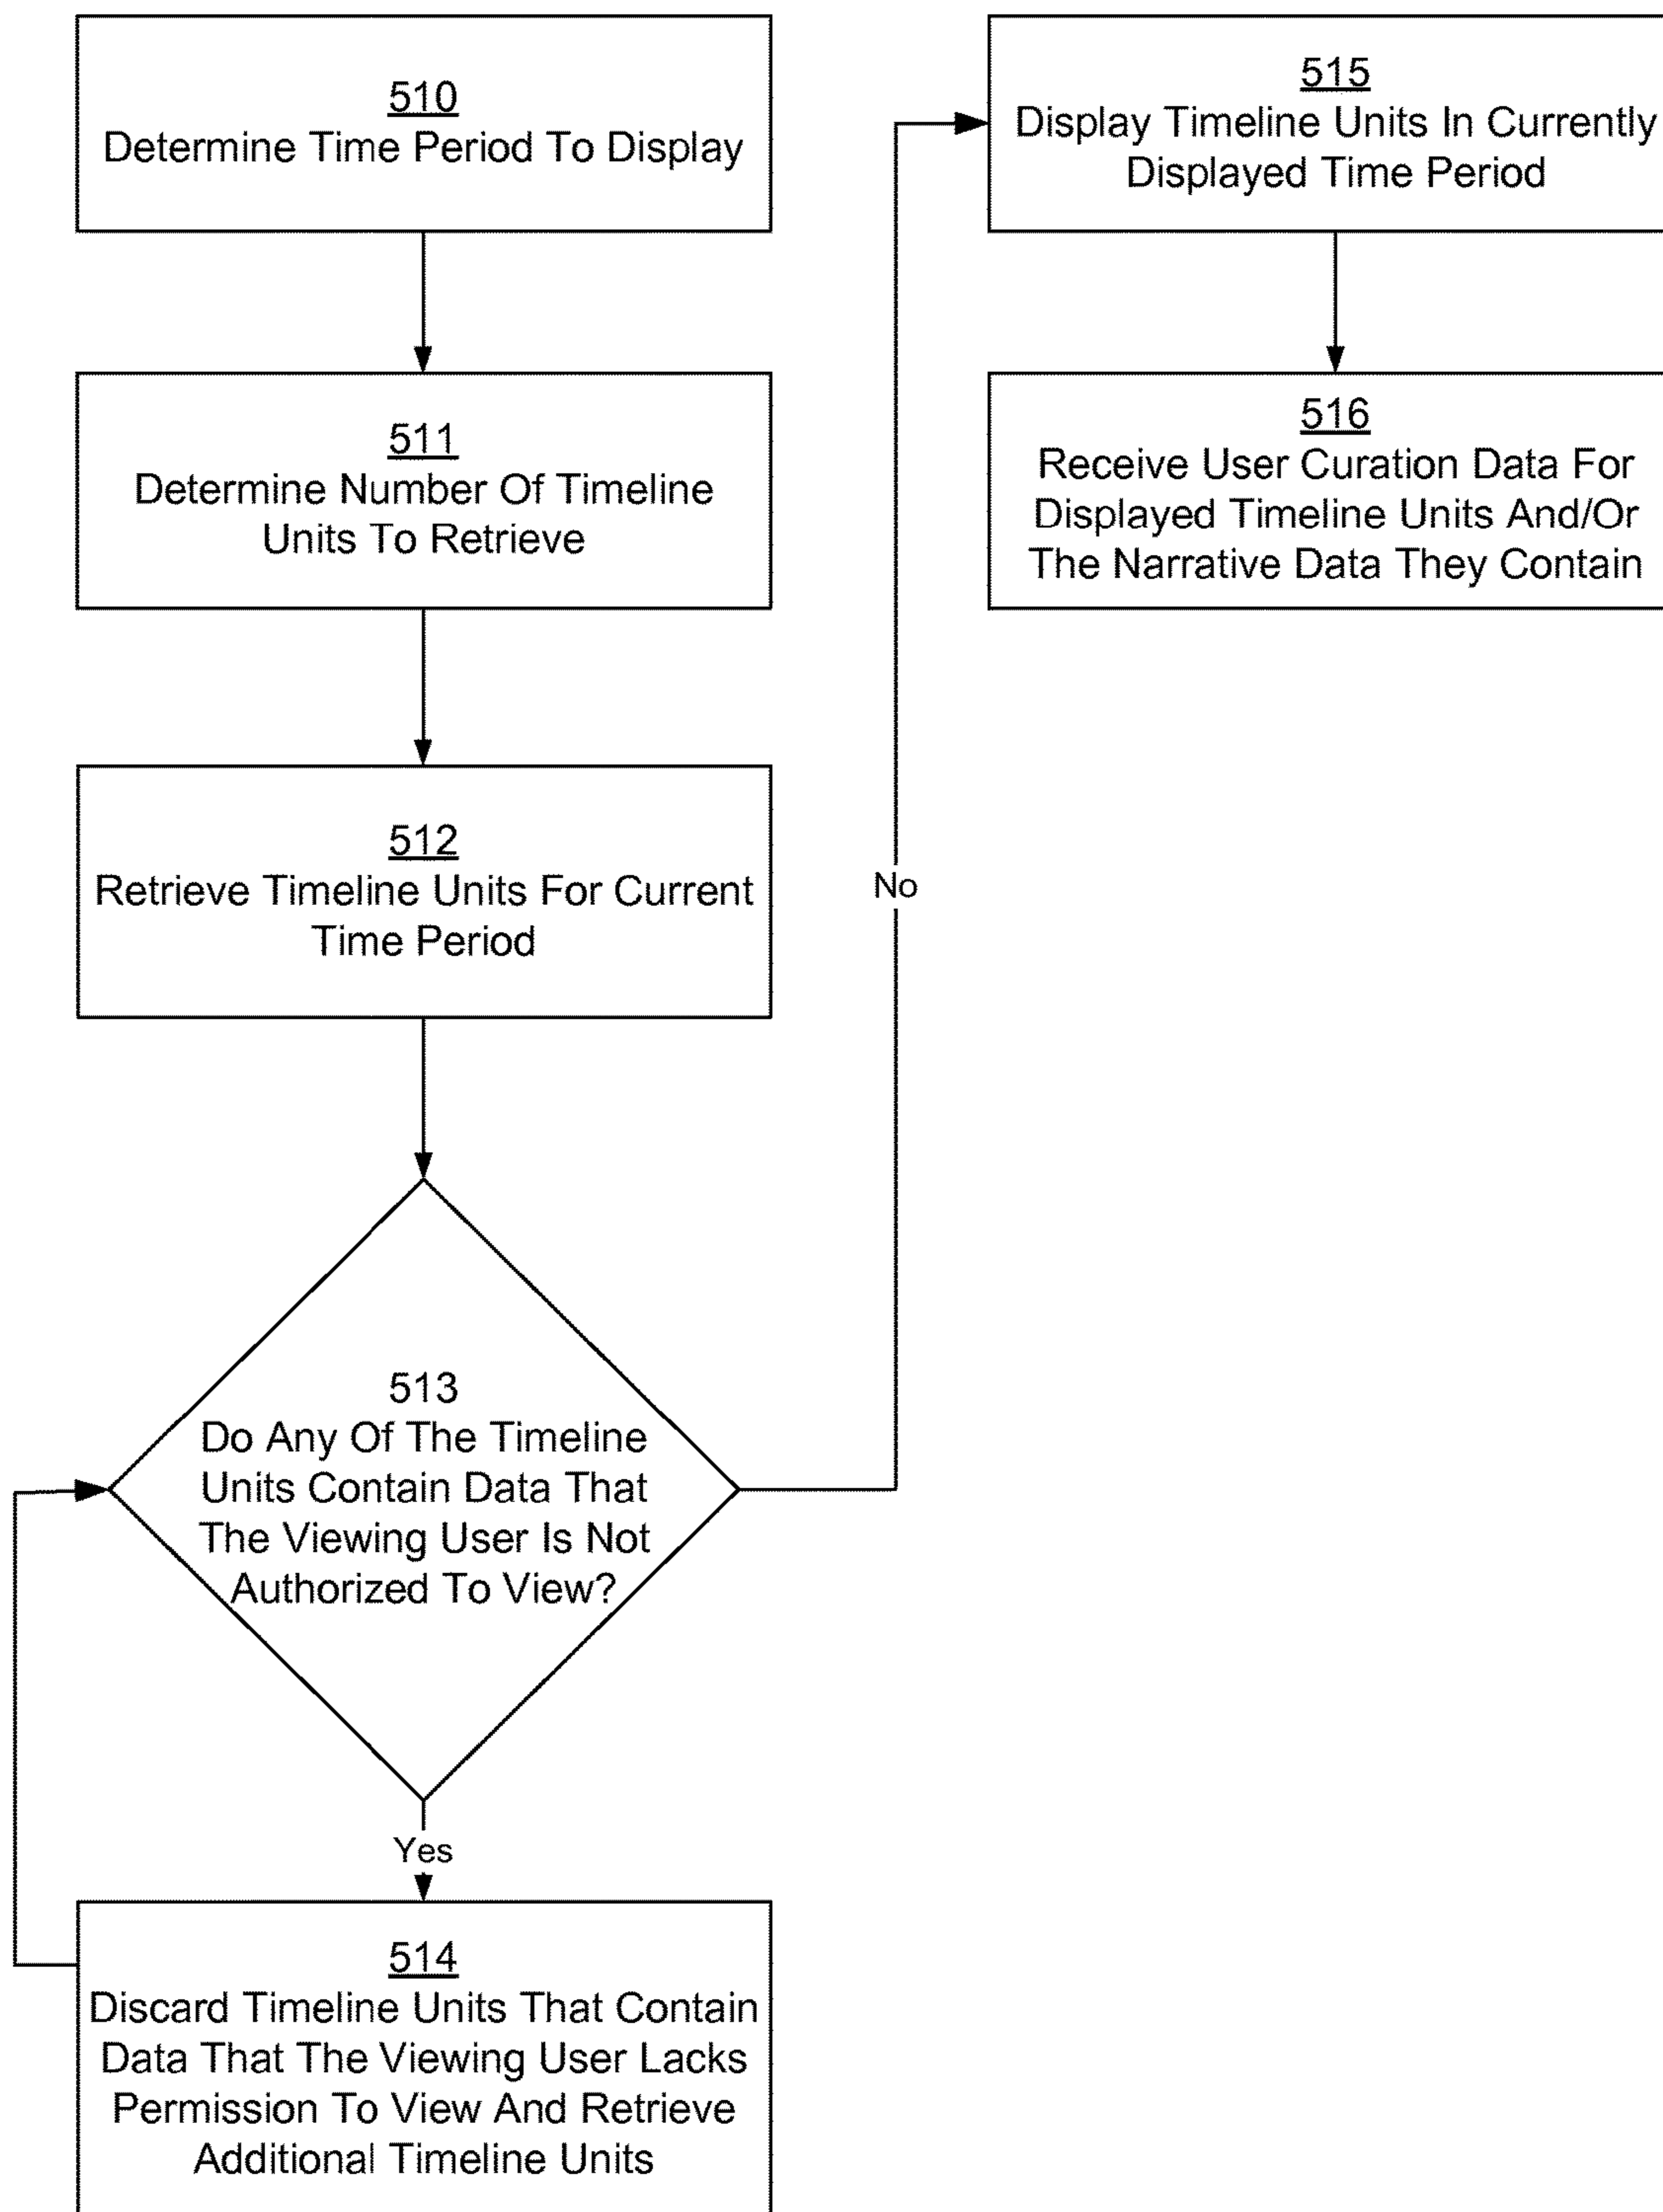 510
Determine Time Period To Display
511
Determine Number Of Timeline
Units To Retrieve
512
Retrieve Timeline Units For Current
Time Period
513
Do Any Of The Timeline
Units Contain Data That
The Viewing User Is Not
Authorized To View?
Yes
514
Discard Timeline Units That Contain
Data That The Viewing User Lacks
Permission To View And Retrieve
Additional Timeline Units
No
515
Display Timeline Units In Currently
Displayed Time Period
516
Receive User Curation Data For
Displayed Timeline Units And/Or
The Narrative Data They Contain